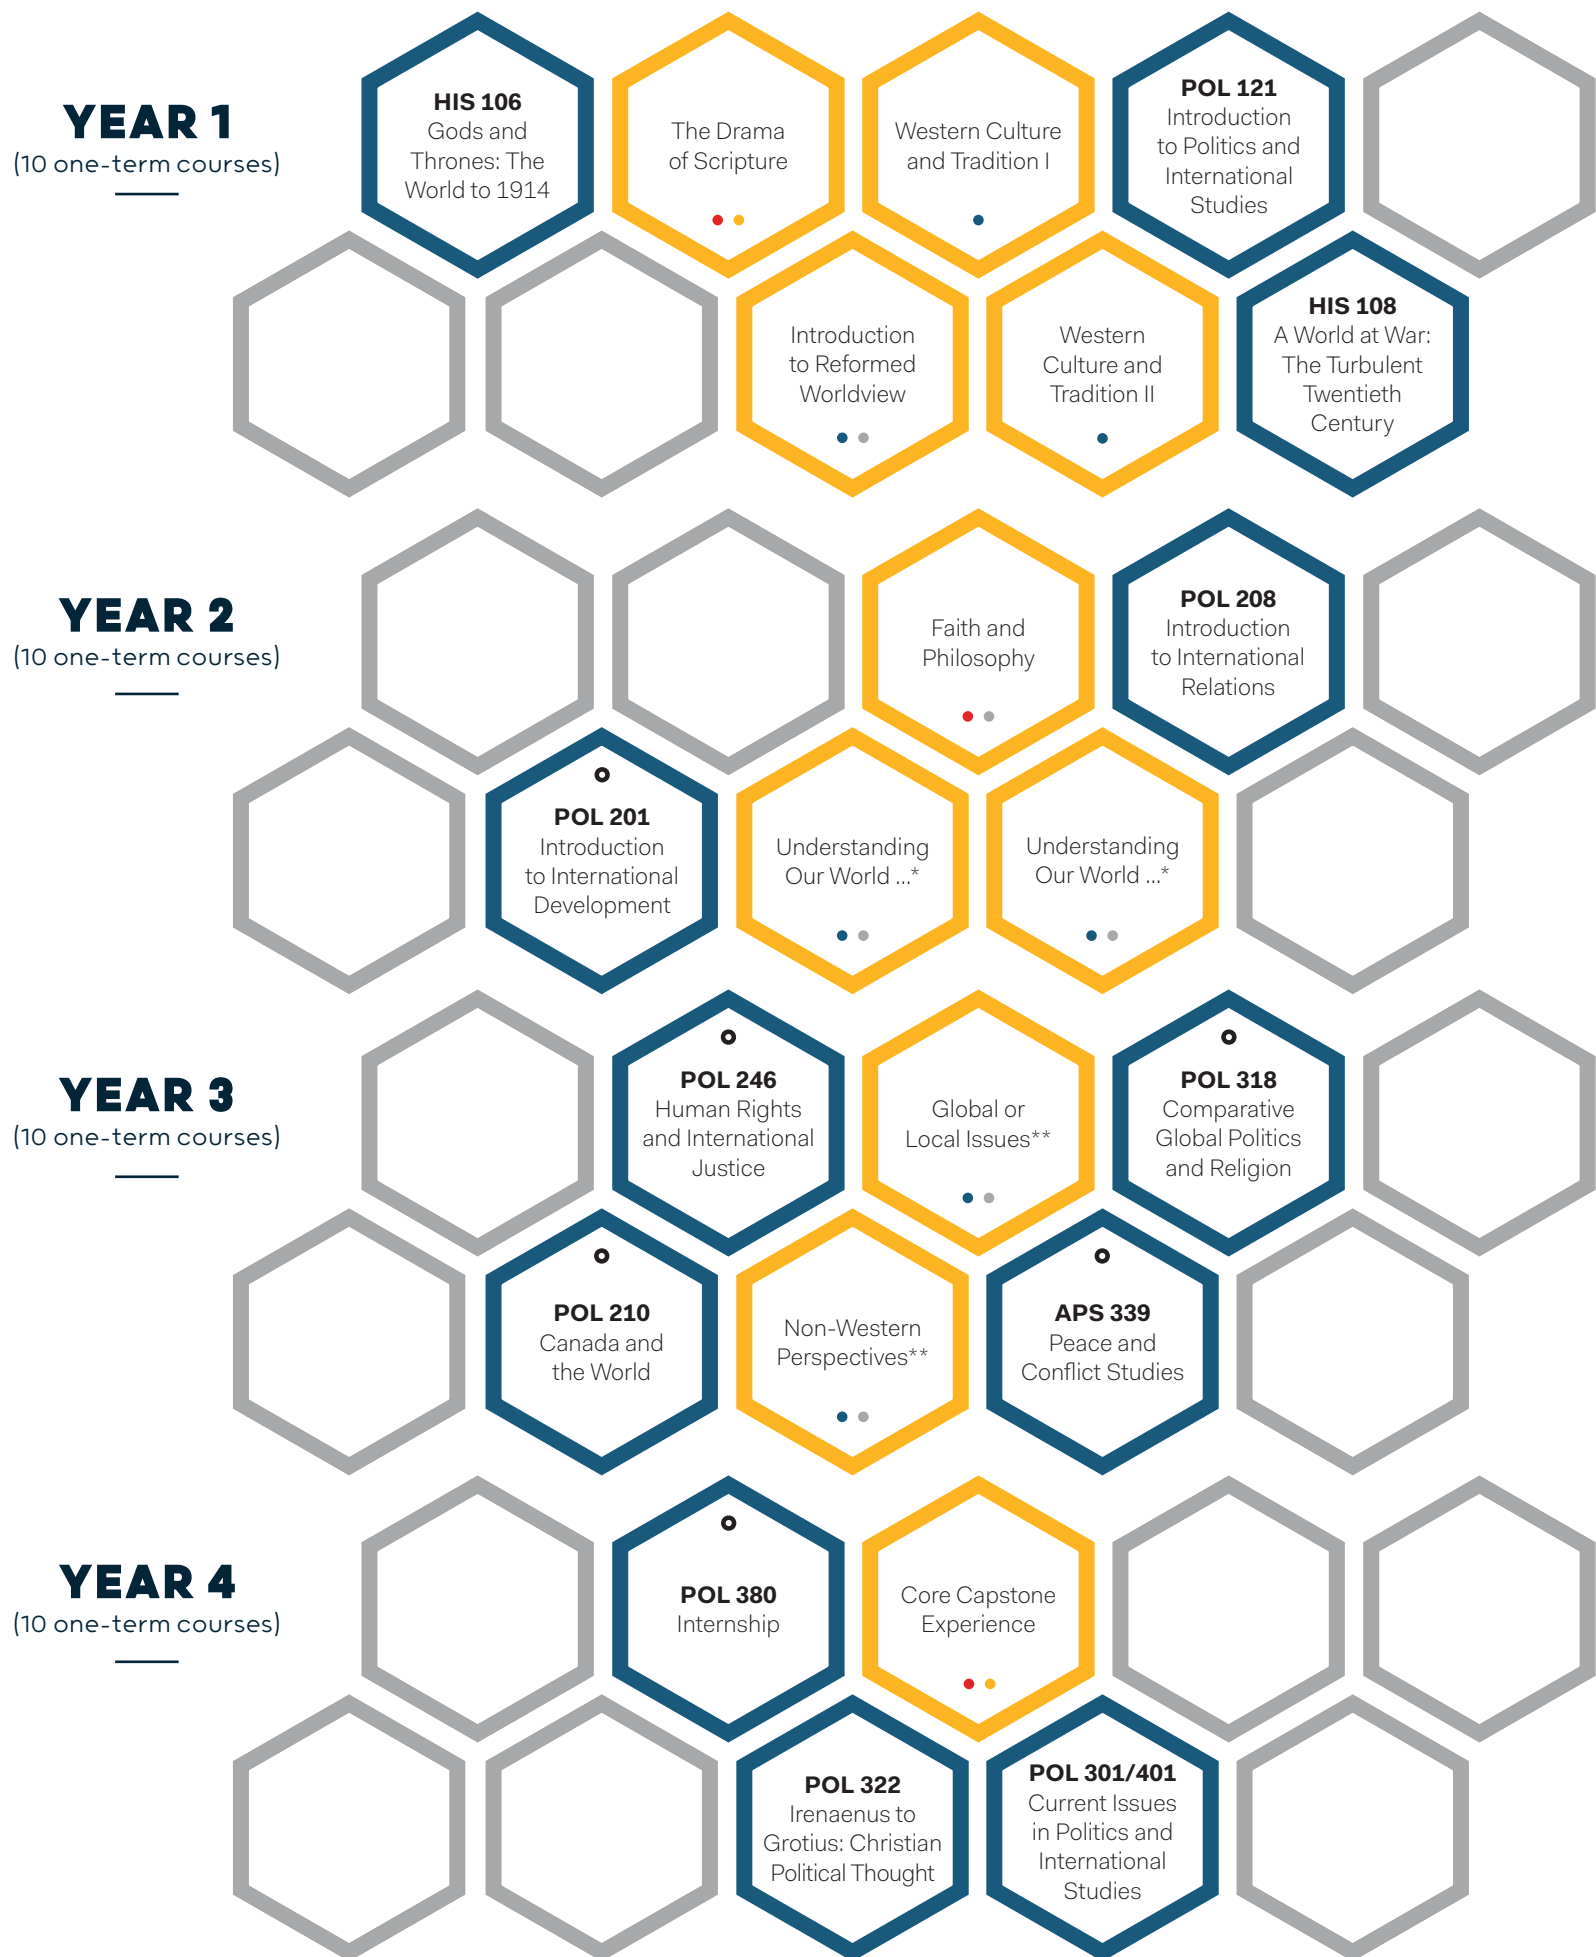 YEAR 1
(10 one-term courses)
HIS 106
Gods and
Thrones: The
World to 1914
The Drama
of Scripture
Western Culture
and Tradition I
POL 121
Introduction
to Politics and
International
Studies
Introduction
to Reformed
Worldview
Western
Culture and
Tradition II
HIS 108
A World at War:
The Turbulent
Twentieth
Century
YEAR 2
(10 one-term courses)
Faith and
Philosophy
POL 208
Introduction
to International
Relations
POL 201
Introduction
to International
Development
Understanding
Our World ...*
Understanding
Our World ...*
YEAR 3
(10 one-term courses)
POL 246
Human Rights
and International
Justice
Global or
Local Issues**
POL 318
Comparative
Global Politics
and Religion
POL 210
Canada and
the World
Non-Western
Perspectives**
APS 339
Peace and
Conflict Studies
YEAR 4
(10 one-term courses)
POL 380
Internship
Core Capstone
Experience
POL 322
Irenaenus to
Grotius: Christian
Political Thought
POL 301/401
Current Issues
in Politics and
International
Studies